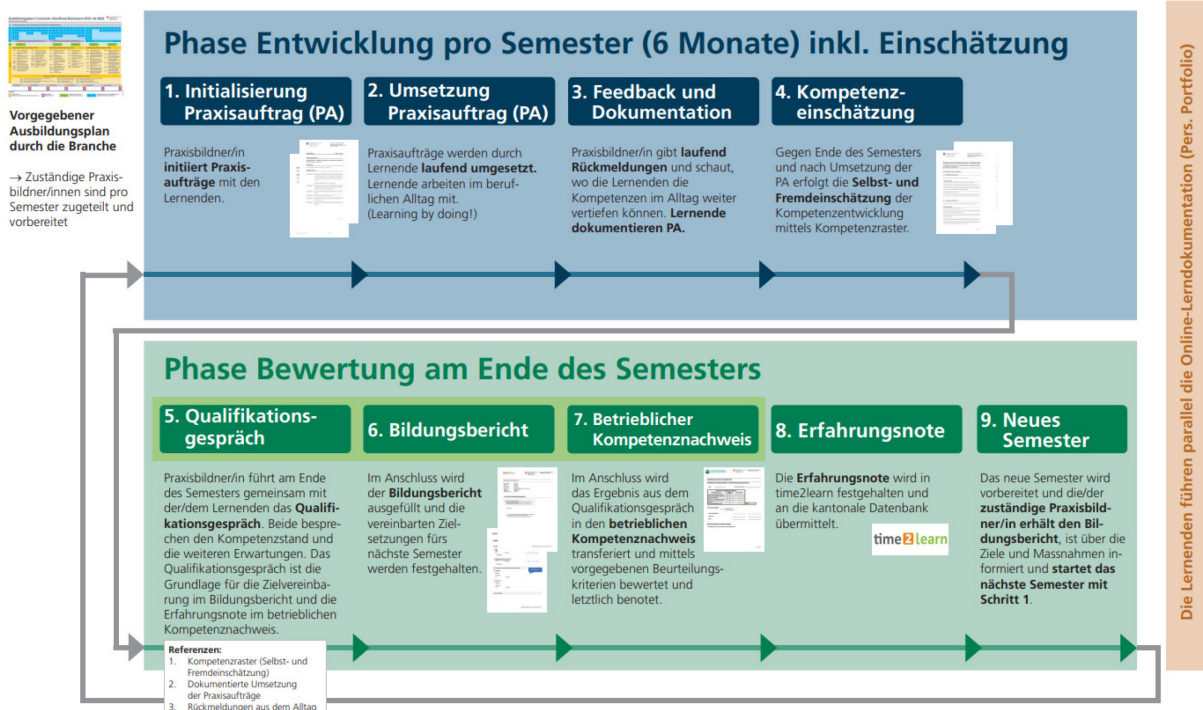 Vorgegebener
Ausbildungsplan
durch die Branche
→ Zuständige Praxis-
bildner/innen sind pro
Semester zugeteilt und
vorbereitet
Phase Entwicklung pro Semester (6 Monate) inkl. Einschätzung
1. Initialisierung
Praxisauftrag (PA)
Praxisbildner/in
initiiert Praxis-
aufträge mit den
Lernenden.
2. Umsetzung
Praxisauftrag (PA)
Praxisaufträge werden durch
Lernende laufend umgesetzt.
Lernende arbeiten im beruf-
lichen Alltag mit.
(Learning by doing!)
3. Feedback und
Dokumentation
Praxisbildner/in gibt laufend
Rückmeldungen und schaut,
wo die Lernenden die
Kompetenzen im Alltag weiter
vertiefen können. Lernende
dokumentieren PA.
4. Kompetenz-
einschätzung
Gegen Ende des Semesters
und nach Umsetzung der
PA erfolgt die Selbst- und
Fremdeinschätzung der
Kompetenzentwicklung
mittels Kompetenzraster.
Phase Bewertung am Ende des Semesters
5. Qualifikations-
gespräch
Praxisbildner/in führt am Ende
des Semesters gemeinsam mit
der/dem Lernenden das Qualifi-
kationsgespräch. Beide bespre-
chen den Kompetenzstand und
die weiteren Erwartungen. Das
Qualifikationsgespräch ist die
Grundlage für die Zielvereinba-
rung im Bildungsbericht und die
Erfahrungsnote im betrieblichen
Kompetenznachweis.
Referenzen:
1. Kompetenzraster (Selbst- und
Fremdeinschätzung)
2. Dokumentierte Umsetzung
der Praxisaufträge
3. Rückmeldungen aus dem Alltag
6. Bildungsbericht
Im Anschluss wird
der Bildungsbericht
ausgefüllt und die
vereinbarten Ziel-
setzungen fürs
nächste Semester
werden festgehalten.
7. Betrieblicher
Kompetenznachweis
Im Anschluss wird
das Ergebnis aus dem
Qualifikationsgespräch
in den betrieblichen
Kompetenznachweis
transferiert und mittels
vorgegebenen Beurteilungs-
kriterien bewertet und
letztlich benotet.
8. Erfahrungsnote
Die Erfahrungsnote wird in
time2learn festgehalten und
an die kantonale Datenbank
übermittelt.
time2learn
9. Neues
Semester
Das neue Semester wird
vorbereitet und die/der
zuständige Praxisbild-
ner/in erhält den Bil-
dungsbericht, ist über die
Ziele und Massnahmen in-
formiert und startet das
nächste Semester mit
Schritt 1.
Die Lernenden führen parallel die Online-Lerndokumentation (Pers. Portfolio)